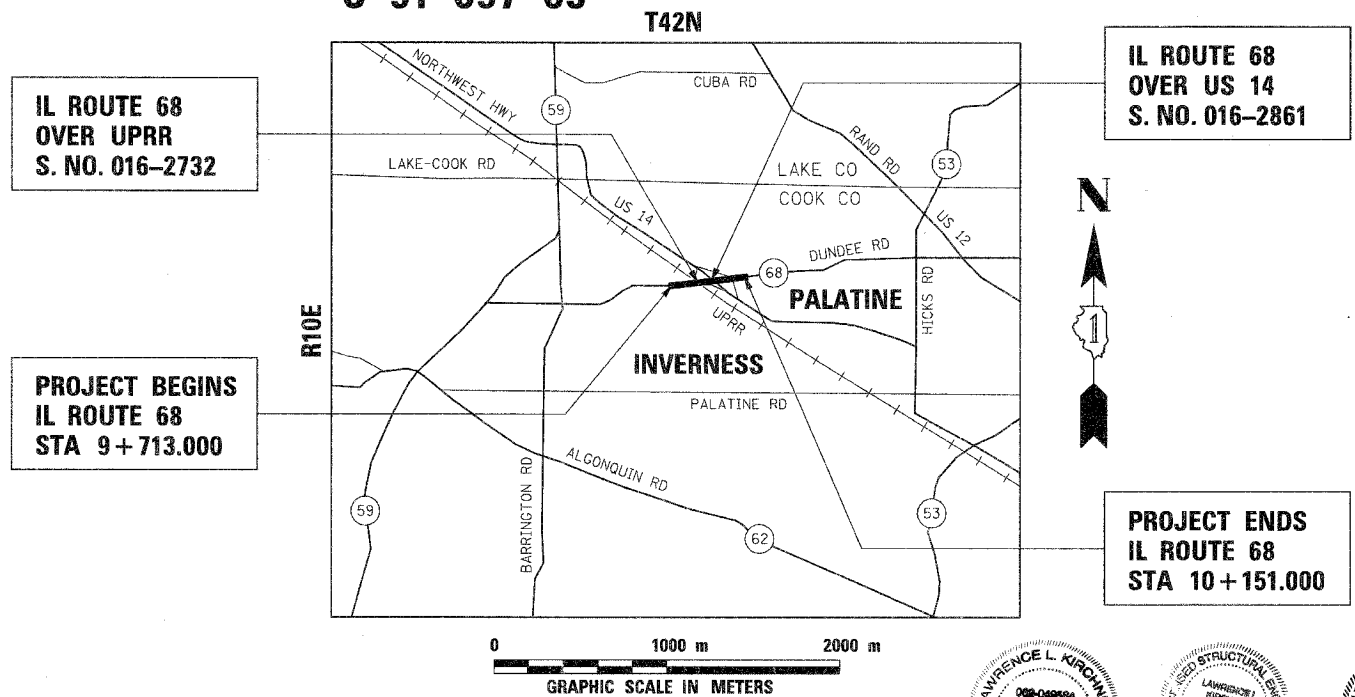 T42N
IL ROUTE 68
OVER UPRR
S. NO. 016-2732
IL ROUTE 68
OVER US 14
S. NO. 016-2861
NORTHWEST HWY
59
CUBA RD
RAND RD
53
LAKE-COOK RD
LAKE CO
COOK CO
US 14
US 12
N
DUNDEE RD
68
PALATINE
HICKS RD
UPRR
1
R10E
INVERNESS
PALATINE RD
PROJECT BEGINS
IL ROUTE 68
STA 9+713.000
ALGONQUIN RD
BARRINGTON RD
59
62
53
PROJECT ENDS
IL ROUTE 68
STA 10+151.000
0 1000 m 2000 m
GRAPHIC SCALE IN METERS
LAWRENCE L.
STRUCTURAL
LAWRENCE L.